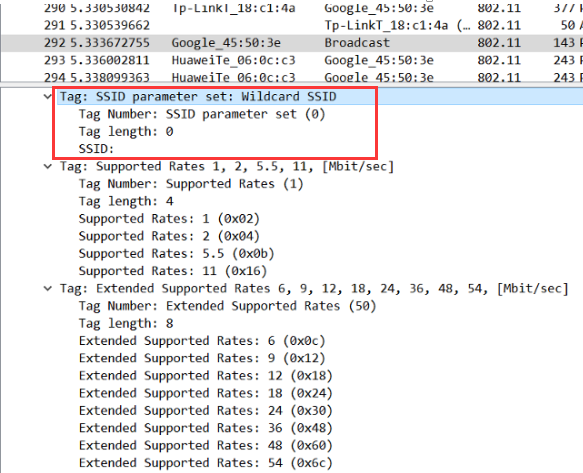 290 5.330530842 Tp-LinkT_18:c1:4a Google_45:50:3e 802.11 377
291 5.330539662 Tp-LinkT_18:c1:4a (… 802.11 50
292 5.333672755 Google_45:50:3e Broadcast 802.11 143
293 5.336002811 HuaweiTe_06:0c:c3 Google_45:50:3e 802.11 243
294 5.338099363 HuaweiTe_06:0c:c3 Google_45:50:3e 802.11 243
Tag: SSID parameter set: Wildcard SSID
Tag Number: SSID parameter set (0)
Tag length: 0
SSID:
Tag: Supported Rates 1, 2, 5.5, 11, [Mbit/sec]
Tag Number: Supported Rates (1)
Tag length: 4
Supported Rates: 1 (0x02)
Supported Rates: 2 (0x04)
Supported Rates: 5.5 (0x0b)
Supported Rates: 11 (0x16)
Tag: Extended Supported Rates 6, 9, 12, 18, 24, 36, 48, 54, [Mbit/sec]
Tag Number: Extended Supported Rates (50)
Tag length: 8
Extended Supported Rates: 6 (0x0c)
Extended Supported Rates: 9 (0x12)
Extended Supported Rates: 12 (0x18)
Extended Supported Rates: 18 (0x24)
Extended Supported Rates: 24 (0x30)
Extended Supported Rates: 36 (0x48)
Extended Supported Rates: 48 (0x60)
Extended Supported Rates: 54 (0x6c)